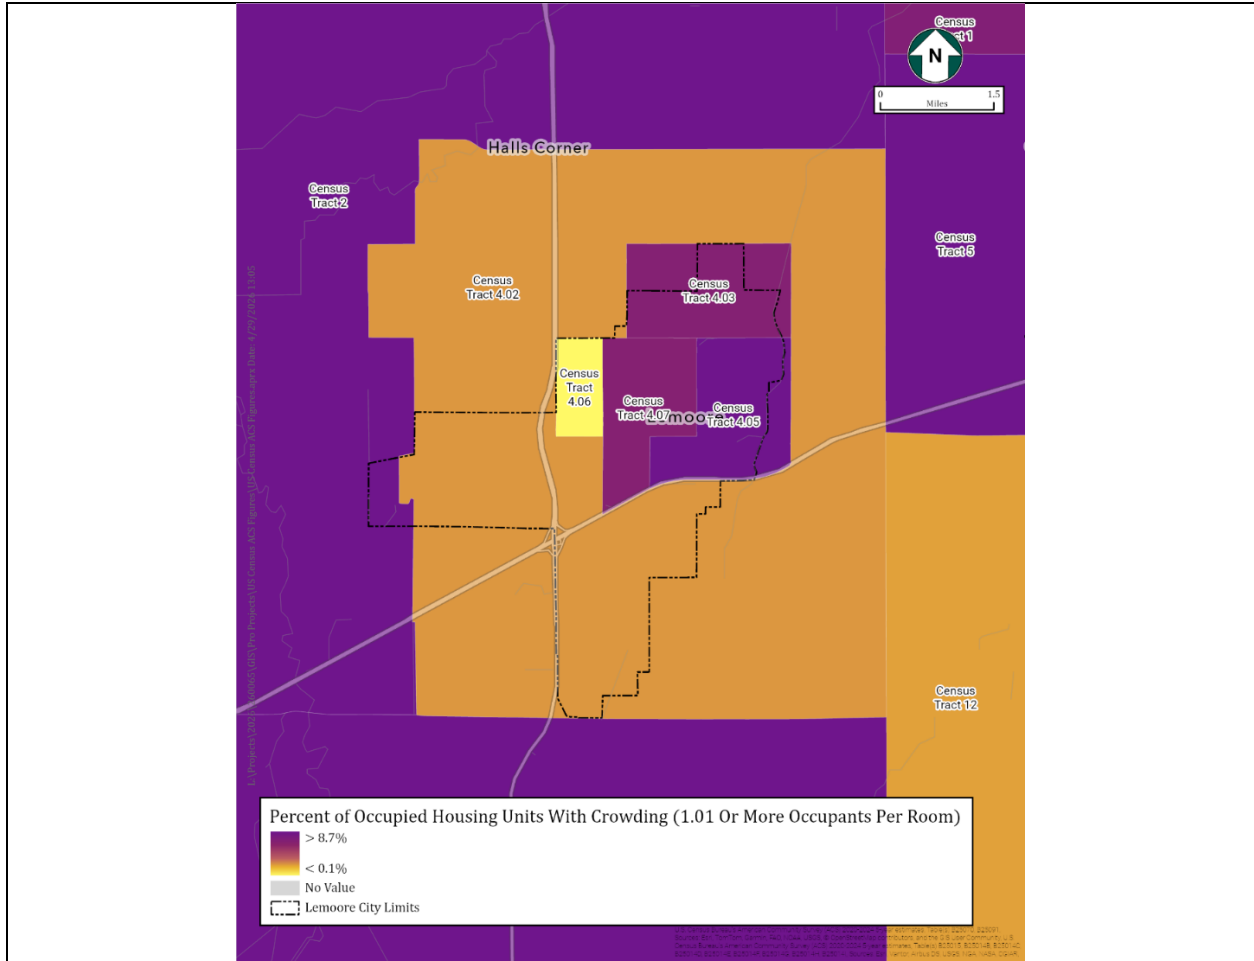 Census
Tract 1
N
0
1.5
Miles
Halls Corner
Census
Tract 2
Census
Tract 5
Census
Tract 4.02
Census
Tract 4.03
Census
Tract
4.06
Census
Tract 4.07
Lemoore
Census
Tract 4.05
Census
Tract 12
Percent of Occupied Housing Units With Crowding (1.01 Or More Occupants Per Room)
> 8.7%
< 0.1%
No Value
Lemoore City Limits